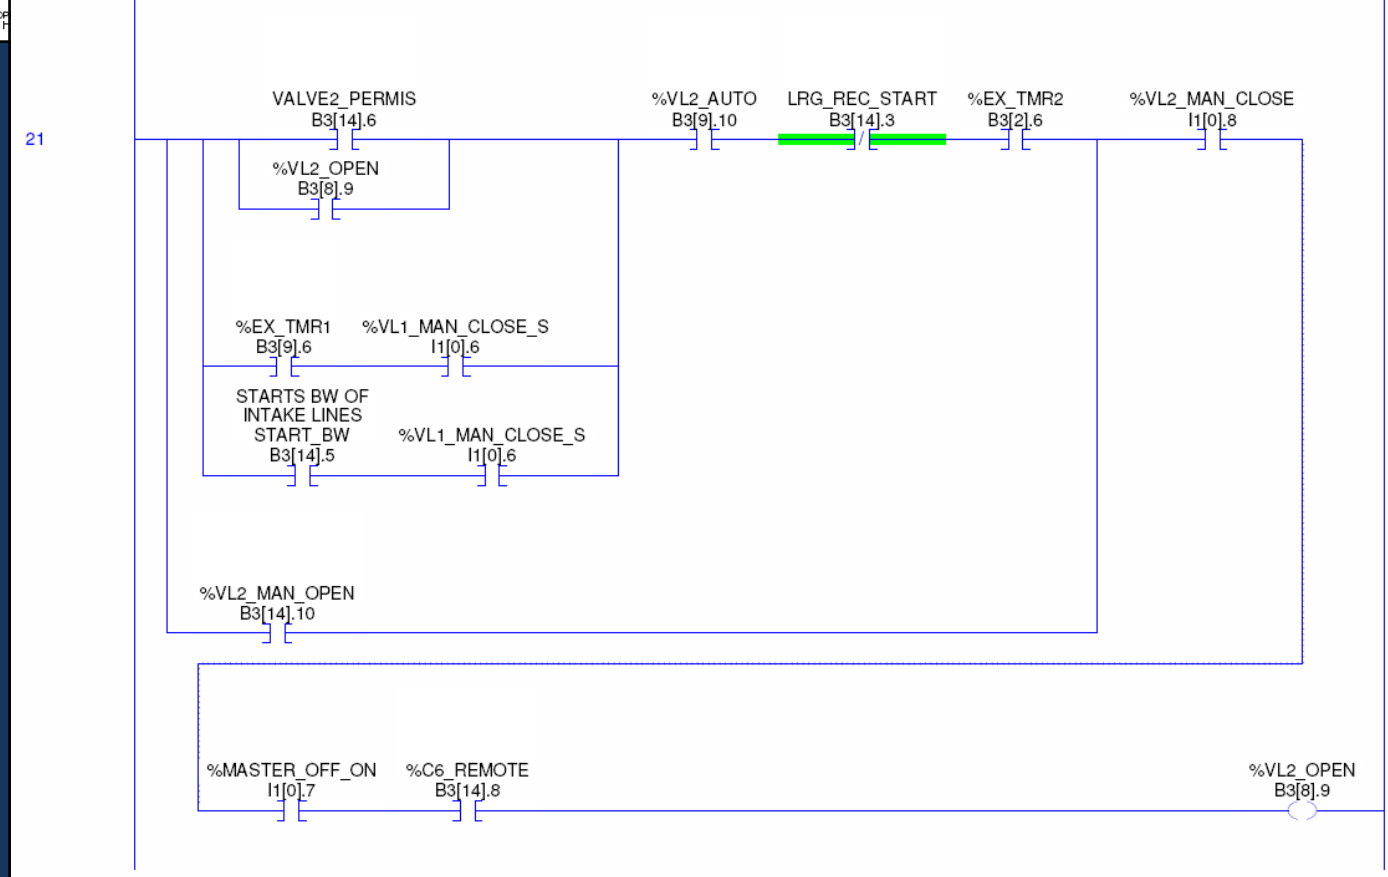 VALVE2_PERMIS
B3[14].6
%VL2_AUTO
B3[9].10
LRG_REC_START
B3[14].3
%EX_TMR2
B3[2].6
%VL2_MAN_CLOSE
I1[0].8
21
%VL2_OPEN
B3[8].9
%EX_TMR1
B3[9].6
%VL1_MAN_CLOSE_S
I1[0].6
STARTS BW OF
INTAKE LINES
START_BW
B3[14].5
%VL1_MAN_CLOSE_S
I1[0].6
%VL2_MAN_OPEN
B3[14].10
%MASTER_OFF_ON
I1[0].7
%C6_REMOTE
B3[14].8
%VL2_OPEN
B3[8].9